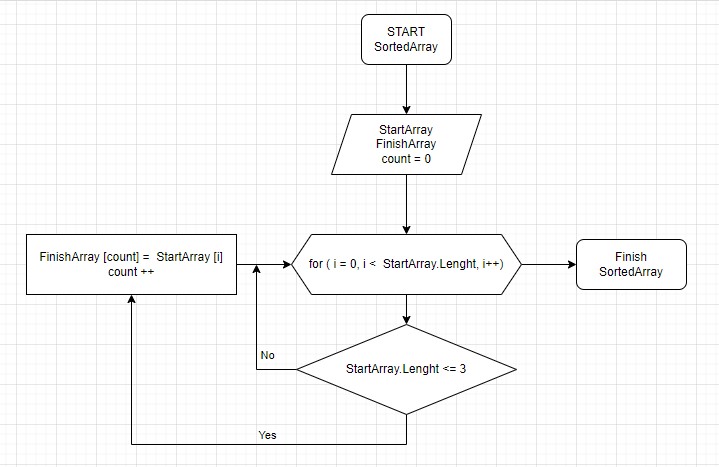 START
SortedArray
StartArray
FinishArray
count = 0
FinishArray [count] = StartArray [i]
count ++
for ( i = 0, i < StartArray.Lenght, i++)
Finish
SortedArray
No
StartArray.Lenght <= 3
Yes